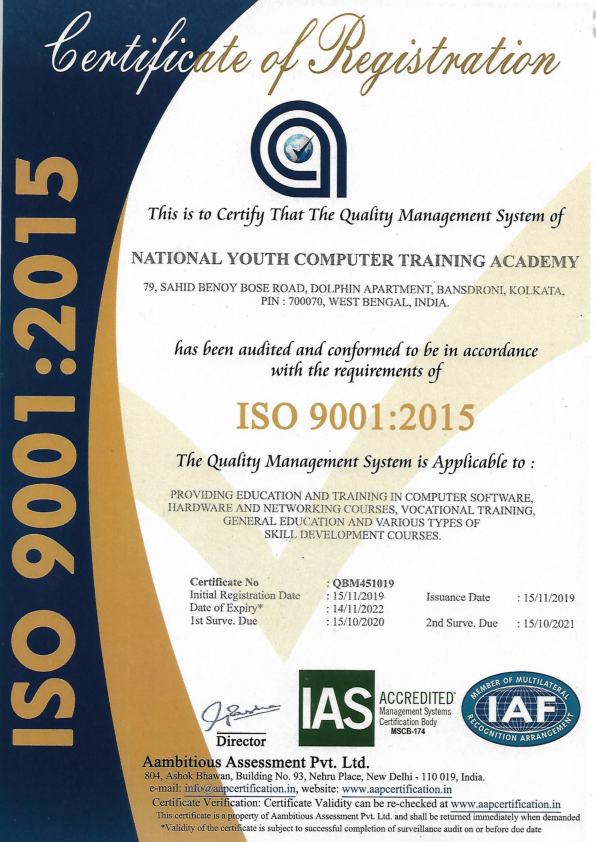 Certificate of Registration
ISO 9001:2015
This is to Certify That The Quality Management System of
NATIONAL YOUTH COMPUTER TRAINING ACADEMY
79, SAHID BENOY BOSE ROAD, DOLPHIN APARTMENT, BANSDRONI, KOLKATA,
PIN : 700070, WEST BENGAL, INDIA.
has been audited and conformed to be in accordance
with the requirements of
ISO 9001:2015
The Quality Management System is Applicable to :
PROVIDING EDUCATION AND TRAINING IN COMPUTER SOFTWARE,
HARDWARE AND NETWORKING COURSES, VOCATIONAL TRAINING,
GENERAL EDUCATION AND VARIOUS TYPES OF
SKILL DEVELOPMENT COURSES.
Certificate No : QBM451019
Initial Registration Date : 15/11/2019 Issuance Date : 15/11/2019
Date of Expiry* : 14/11/2022
1st Surve. Due : 15/10/2020 2nd Surve. Due : 15/10/2021
Director
IAS
ACCREDITED
Management Systems
Certification Body
MSCB-174
MEMBER OF MULTILATERAL
IAF
RECOGNITION ARRANGEMENT
Aambitious Assessment Pvt. Ltd.
804, Ashok Bhawan, Building No. 93, Nehru Place, New Delhi - 110 019, India.
e-mail: info@aapcertification.in, website: www.aapcertification.in
Certificate Verification: Certificate Validity can be re-checked at www.aapcertification.in
This certificate is a property of Aambitious Assessment Pvt. Ltd. and shall be returned immediately when demanded
*Validity of the certificate is subject to successful completion of surveillance audit on or before due date